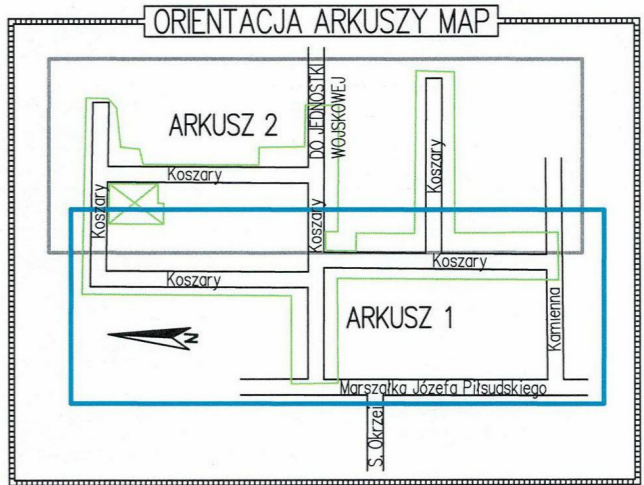 ORIENTACJA ARKUSZY MAP
ARKUSZ 2
DO JEDNOSTKI
WOJSKOWEJ
Koszary
Koszary
Koszary
Koszary
Koszary
Koszary
Kamienna
ARKUSZ 1
N
Marszałka Józefa Piłsudskiego
S. Okrzei